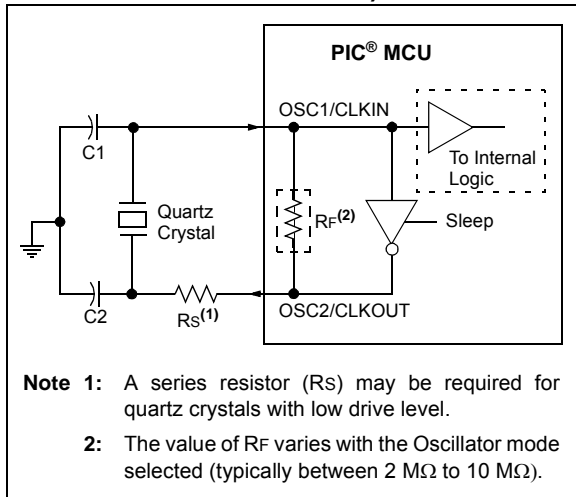 PIC® MCU
OSC1/CLKIN
C1
To Internal
Logic
Quartz
Crystal
RF(2)
Sleep
C2
RS(1)
OSC2/CLKOUT
Note 1: A series resistor (RS) may be required for
quartz crystals with low drive level.
2: The value of RF varies with the Oscillator mode
selected (typically between 2 MΩ to 10 MΩ).